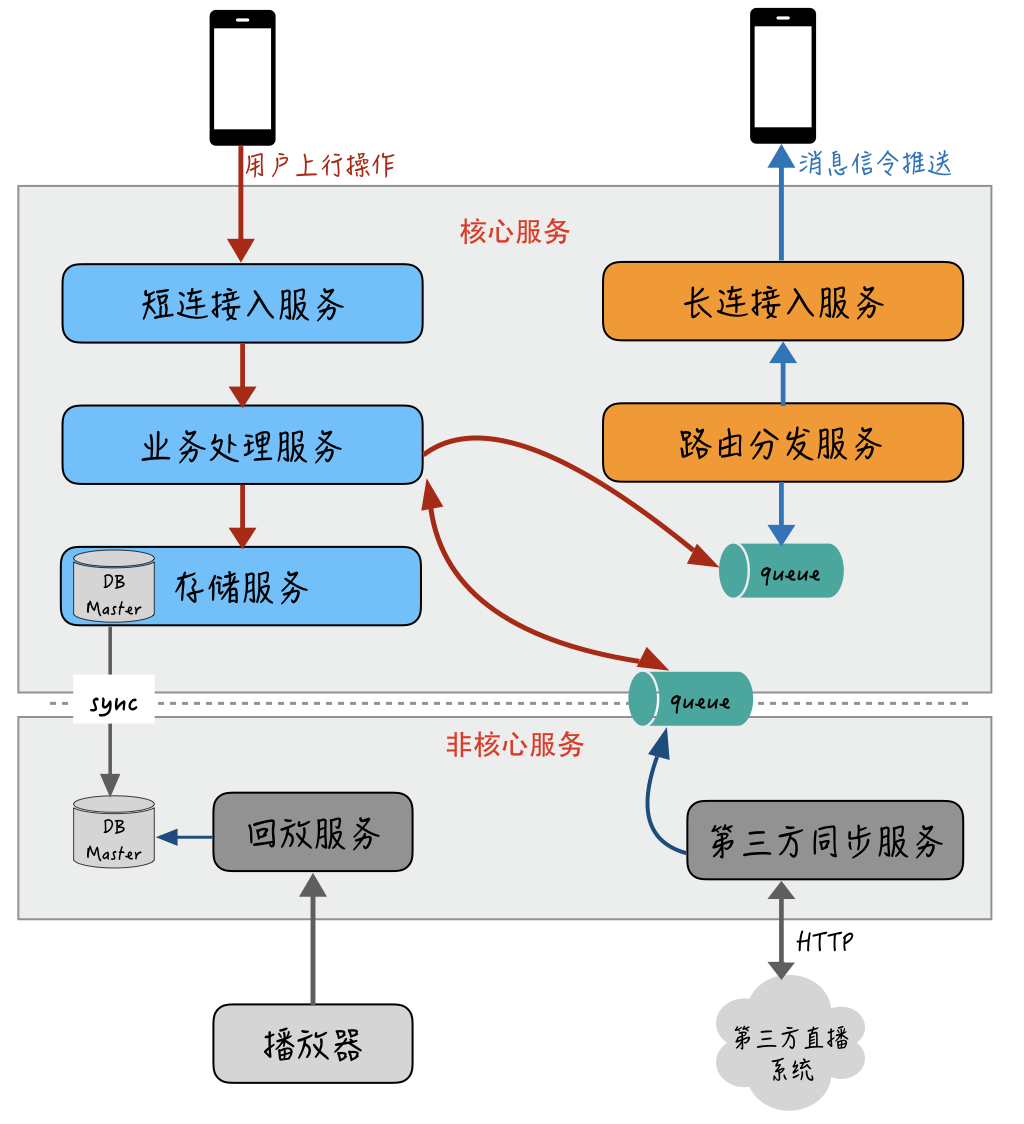 用户上行操作
消息信令推送
核心服务
短连接入服务
长连接入服务
业务处理服务
路由分发服务
DB
Master
存储服务
queue
sync
queue
非核心服务
DB
Master
回放服务
第三方同步服务
HTTP
播放器
第三方直播
系统